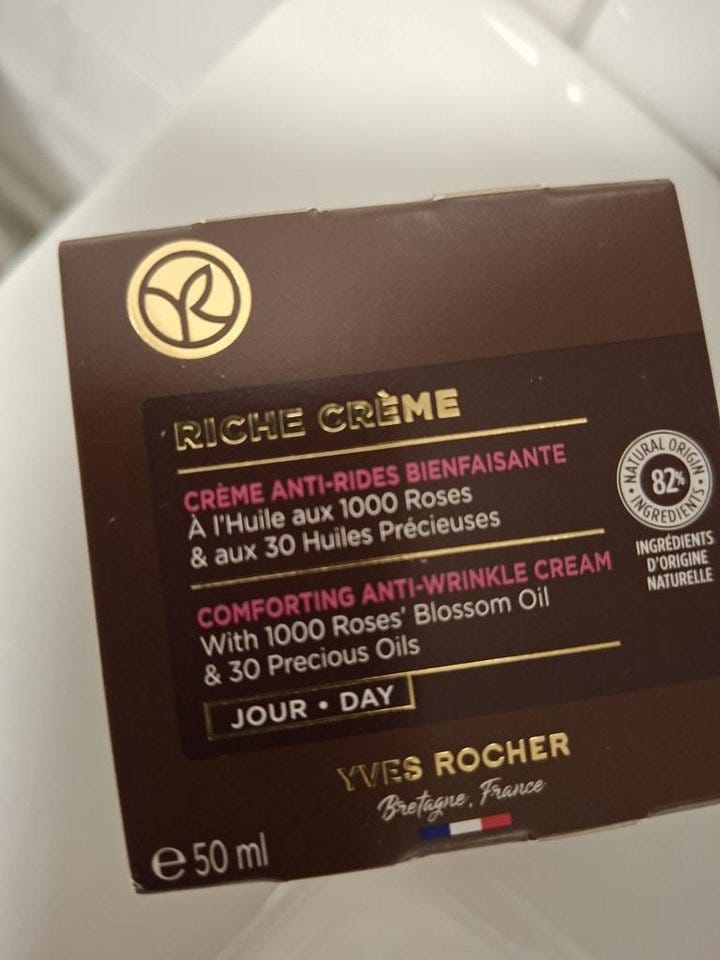 RICHE CRÈME
CRÈME ANTI-RIDES BIENFAISANTE
À l'Huile aux 1000 Roses
& aux 30 Huiles Précieuses
COMFORTING ANTI-WRINKLE CREAM
With 1000 Roses' Blossom Oil
& 30 Precious Oils
JOUR • DAY
NATURAL ORIGIN
82%
• INGREDIENTS •
INGRÉDIENTS
D'ORIGINE
NATURELLE
YVES ROCHER
Bretagne, France
e 50 ml